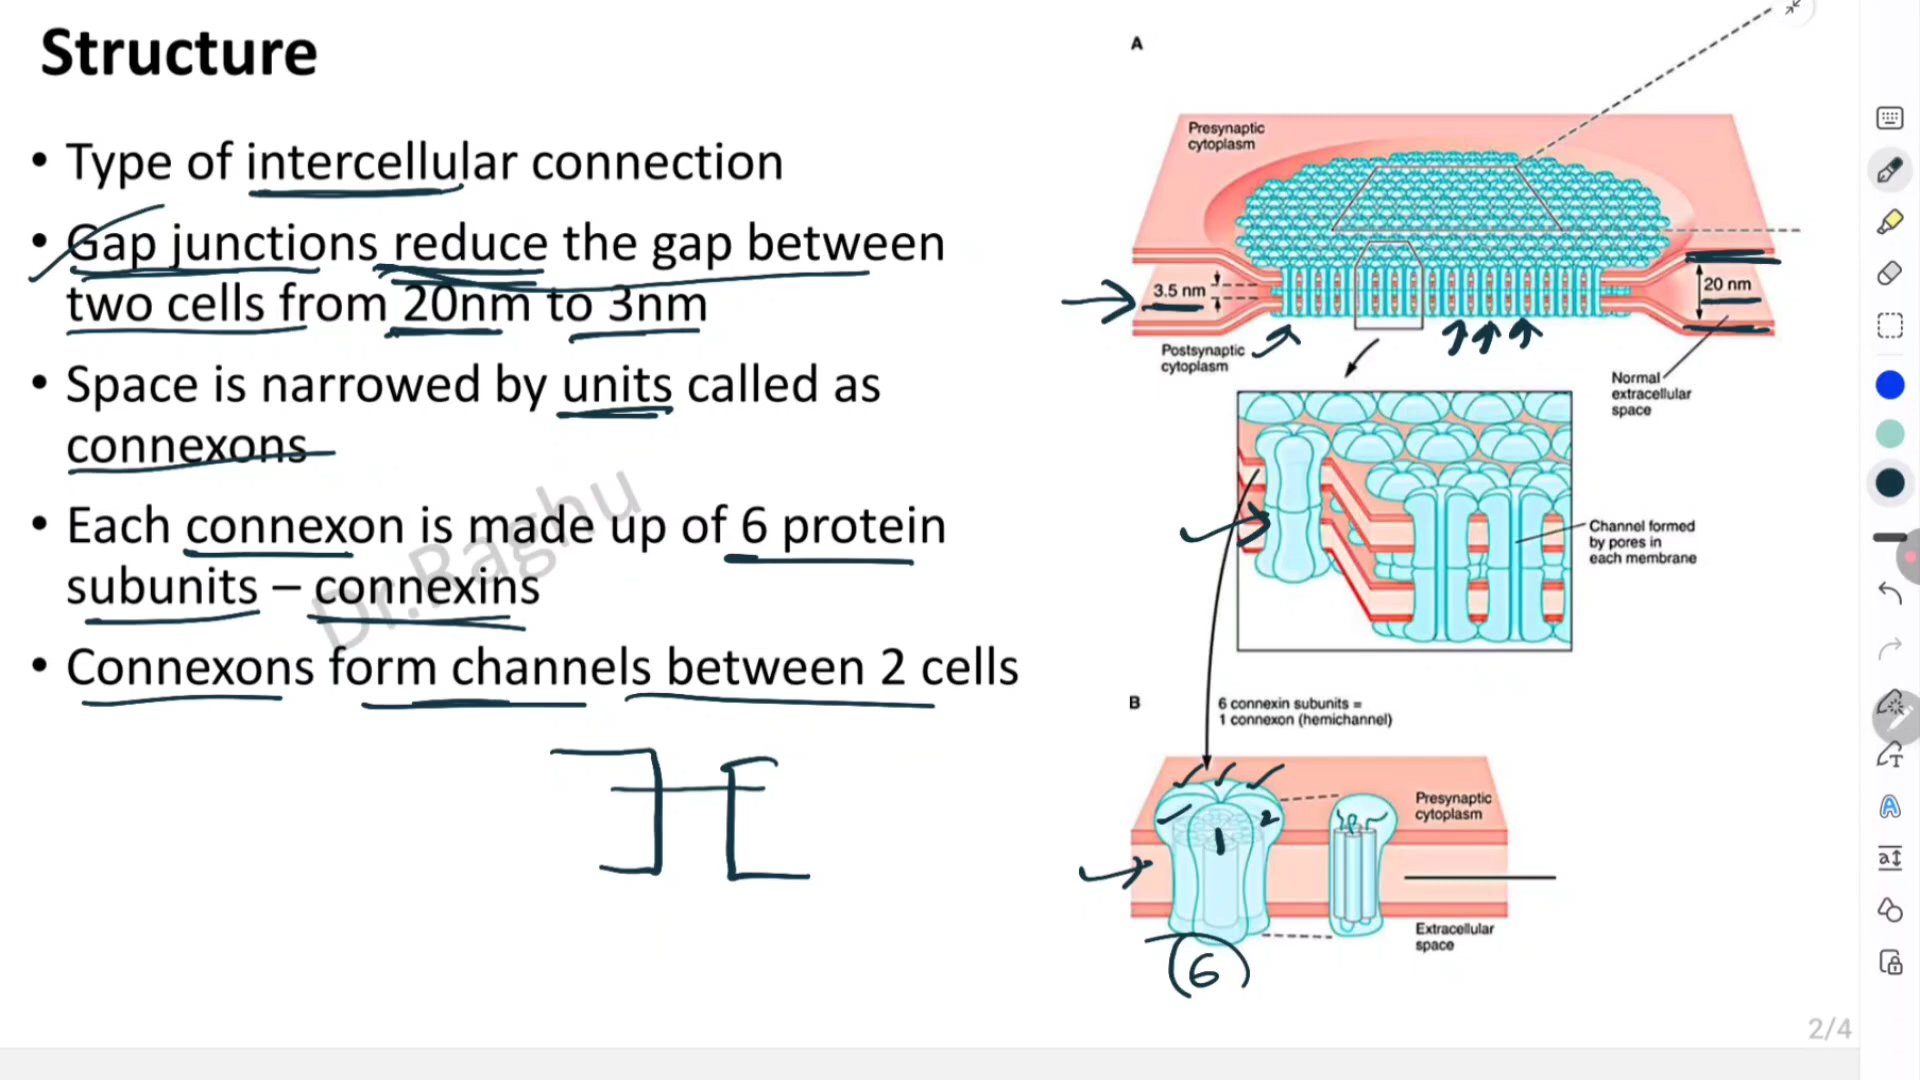 Structure
• Type of intercellular connection
• Gap junctions reduce the gap between
two cells from 20nm to 3nm
• Space is narrowed by units called as
connexons
• Each connexon is made up of 6 protein
subunits – connexins
• Connexons form channels between 2 cells
Dr.Raghu
A
Presynaptic
cytoplasm
3.5 nm
20 nm
Postsynaptic
cytoplasm
Normal
extracellular
space
Channel formed
by pores in
each membrane
B
6 connexin subunits =
1 connexon (hemichannel)
1
2
Presynaptic
cytoplasm
Extracellular
space
(6)
2/4